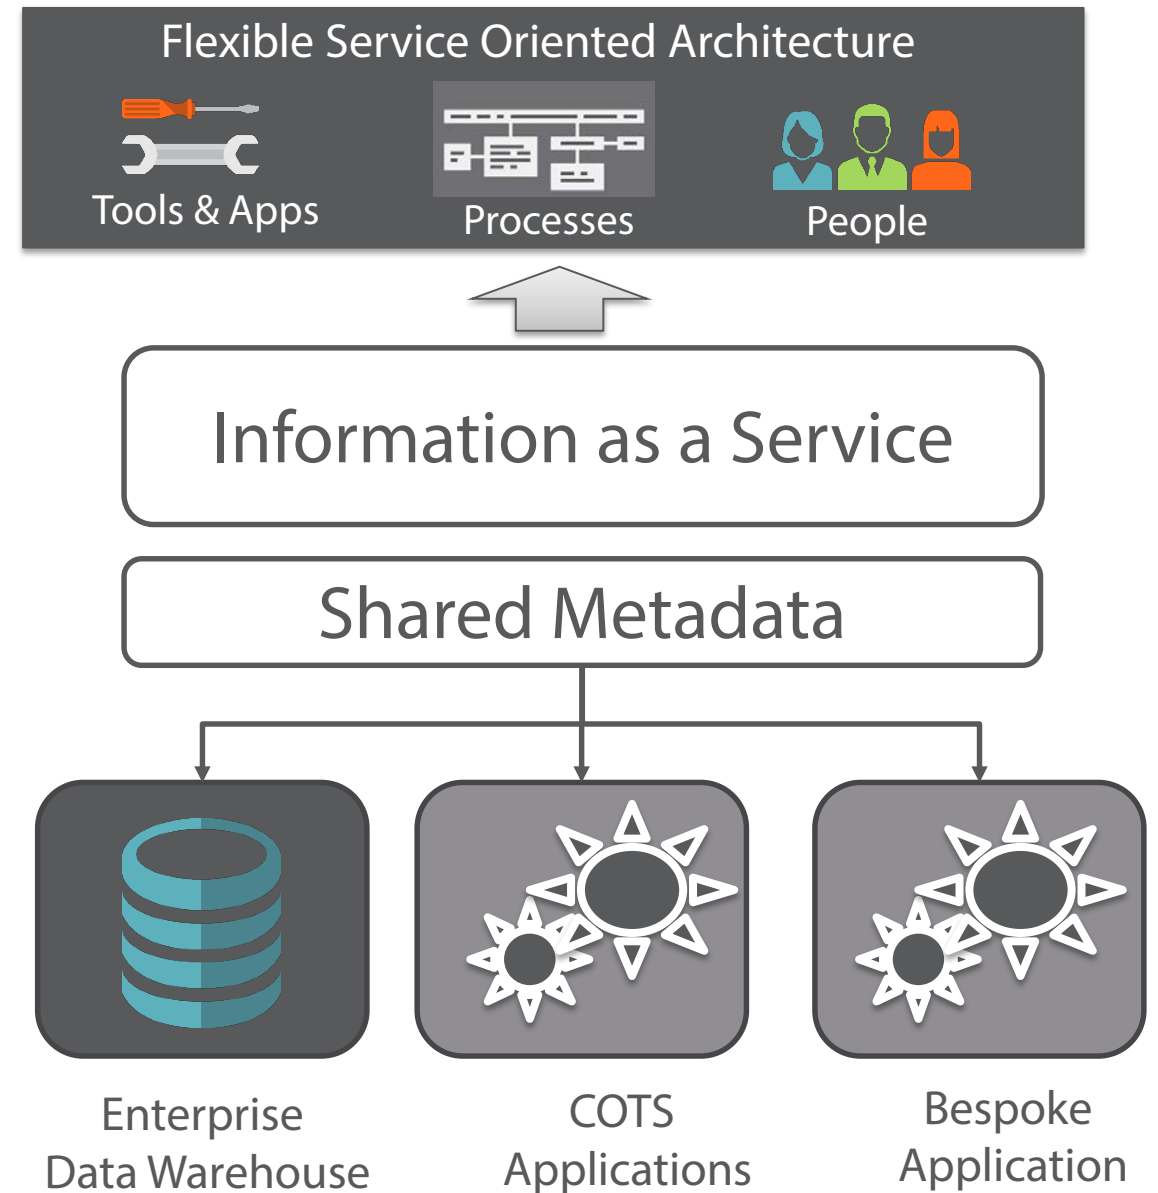 Flexible Service Oriented Architecture
Tools & Apps
Processes
People
Information as a Service
Shared Metadata
Enterprise
Data Warehouse
COTS
Applications
Bespoke
Application